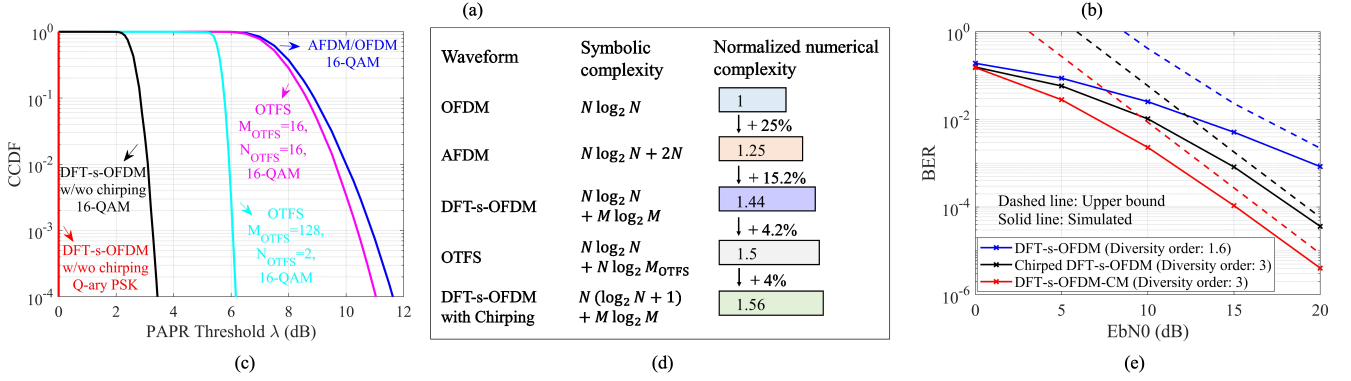 (a)
(b)
10^0
10^-1
10^-2
10^-3
10^-4
CCDF
0
2
4
6
8
10
12
PAPR Threshold λ (dB)
AFDM/OFDM
16-QAM
OTFS
M_OTFS=16,
N_OTFS=16,
16-QAM
DFT-s-OFDM
w/wo chirping
16-QAM
OTFS
M_OTFS=128,
N_OTFS=2,
16-QAM
DFT-s-OFDM
w/wo chirping
Q-ary PSK
(c)
Waveform
Symbolic
complexity
Normalized numerical
complexity
OFDM
N log₂ N
1
+ 25%
AFDM
N log₂ N + 2N
1.25
+ 15.2%
DFT-s-OFDM
N log₂ N
+ M log₂ M
1.44
+ 4.2%
OTFS
N log₂ N
+ N log₂ M_OTFS
1.5
+ 4%
DFT-s-OFDM
with Chirping
N (log₂ N + 1)
+ M log₂ M
1.56
(d)
10^0
10^-2
10^-4
10^-6
BER
Dashed line: Upper bound
Solid line: Simulated
DFT-s-OFDM (Diversity order: 1.6)
Chirped DFT-s-OFDM (Diversity order: 3)
DFT-s-OFDM-CM (Diversity order: 3)
0
5
10
15
20
EbN0 (dB)
(e)